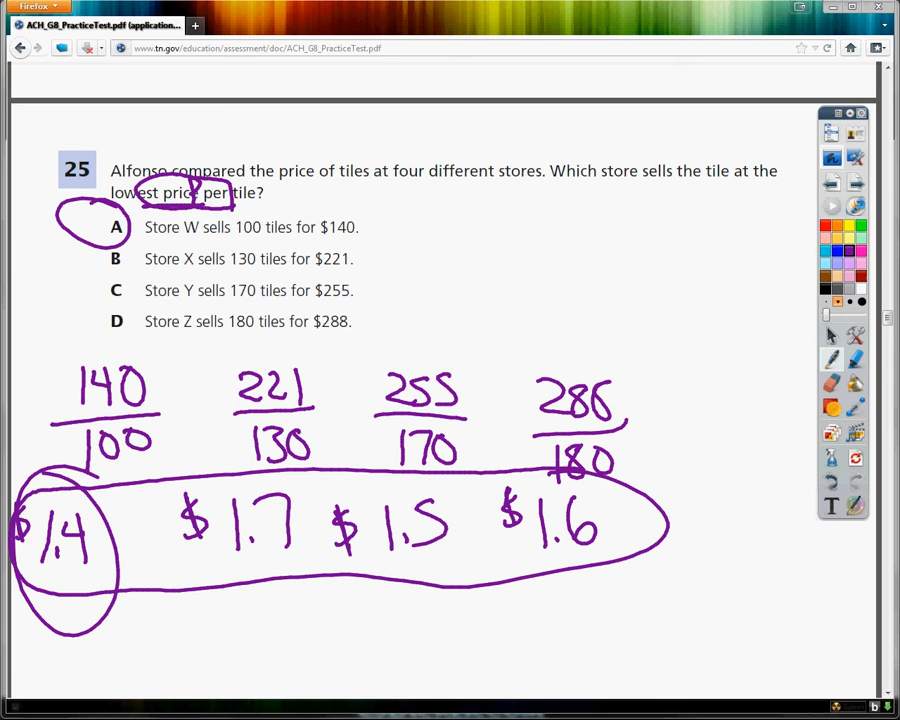 Firefox
ACH_G8_PracticeTest.pdf (application...
www.tn.gov/education/assessment/doc/ACH_G8_PracticeTest.pdf
25 Alfonso compared the price of tiles at four different stores. Which store sells the tile at the
lowest price per tile?
A Store W sells 100 tiles for $140.
B Store X sells 130 tiles for $221.
C Store Y sells 170 tiles for $255.
D Store Z sells 180 tiles for $288.
140 221 255 286
100 130 170 180
$1.4 $1.7 $1.5 $1.6